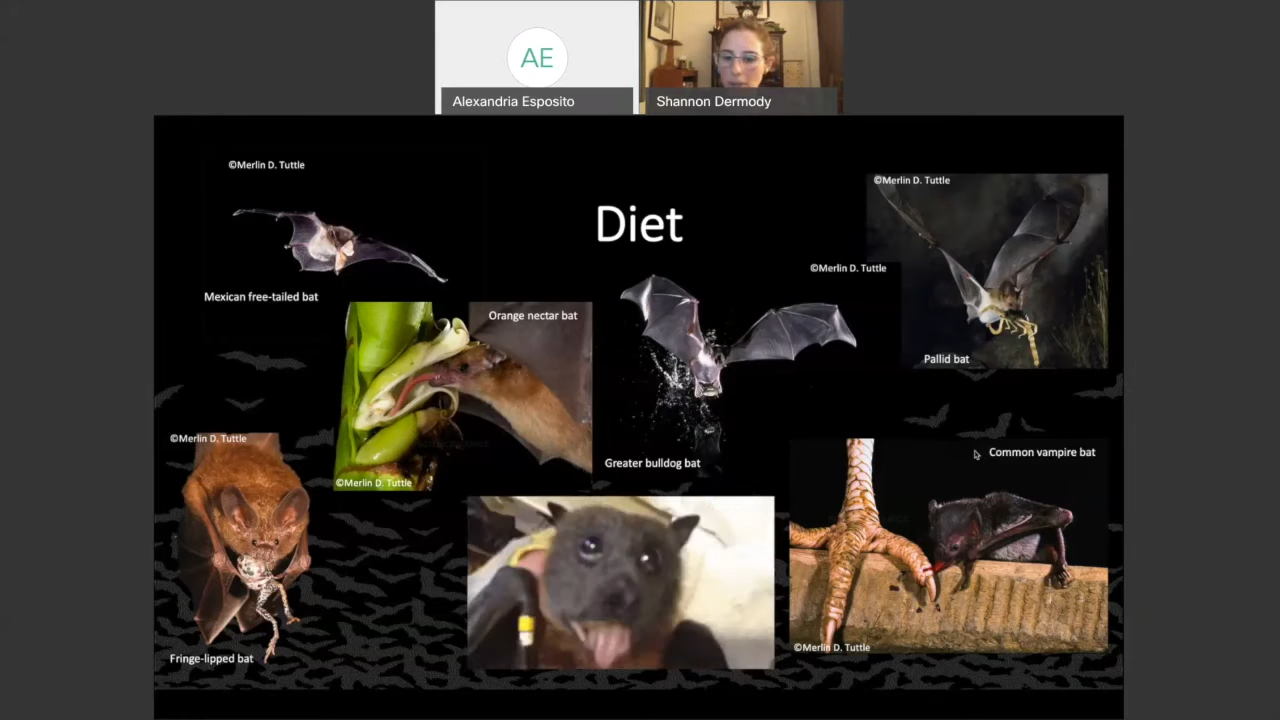 AE
Alexandria Esposito
Shannon Dermody
©Merlin D. Tuttle
Diet
©Merlin D. Tuttle
©Merlin D. Tuttle
Mexican free-tailed bat
Orange nectar bat
Pallid bat
©Merlin D. Tuttle
Greater bulldog bat
Common vampire bat
©Merlin D. Tuttle
Fringe-lipped bat
©Merlin D. Tuttle